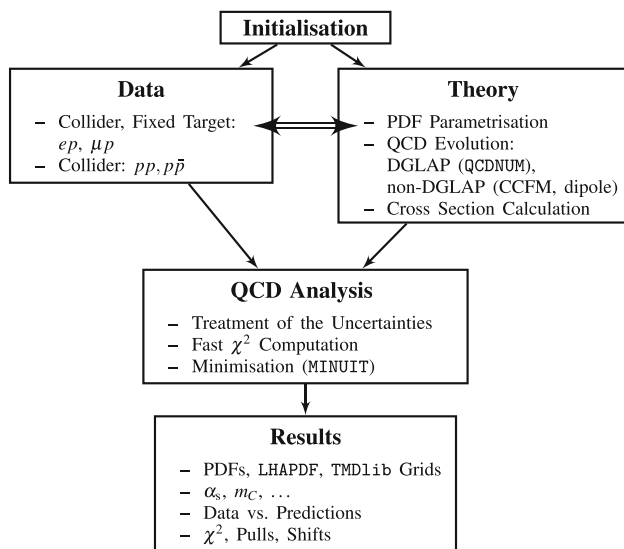 Initialisation
Data
– Collider, Fixed Target:
ep, μp
– Collider: pp, pp̄
Theory
– PDF Parametrisation
– QCD Evolution:
DGLAP (QCDNUM),
non-DGLAP (CCFM, dipole)
– Cross Section Calculation
QCD Analysis
– Treatment of the Uncertainties
– Fast χ² Computation
– Minimisation (MINUIT)
Results
– PDFs, LHAPDF, TMDlib Grids
– αs, mC, ...
– Data vs. Predictions
– χ², Pulls, Shifts